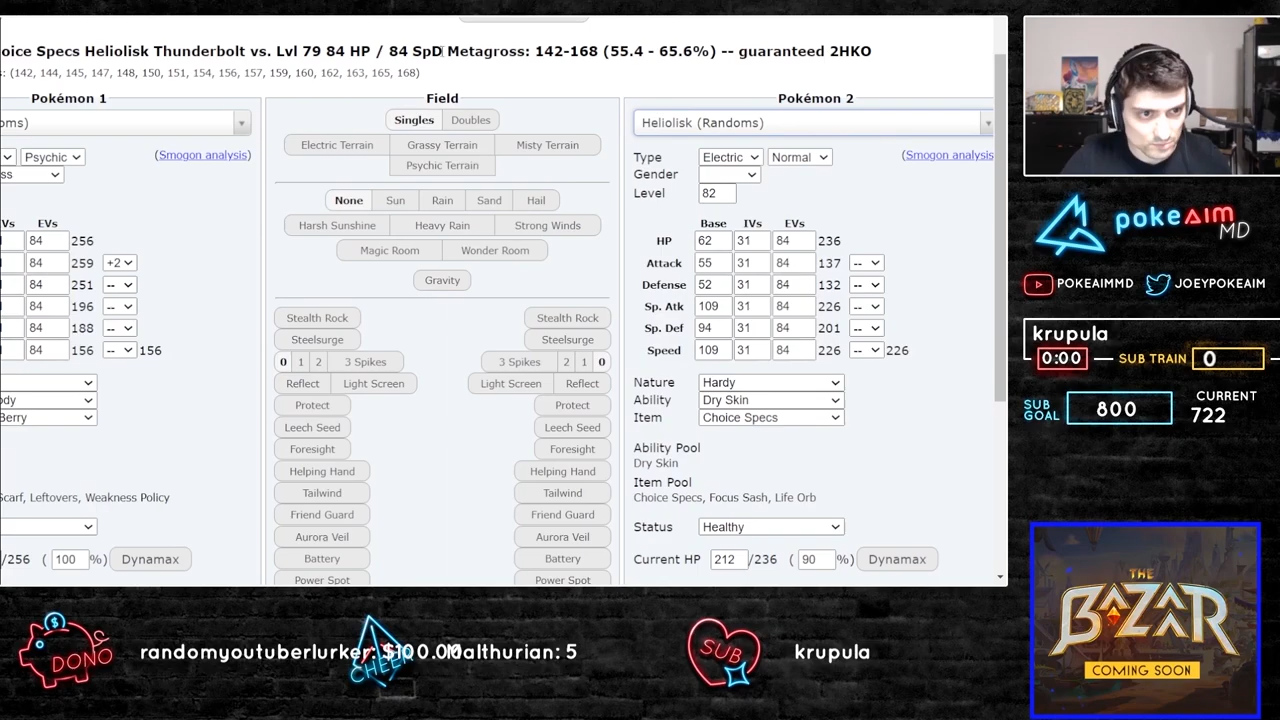 oice Specs Heliolisk Thunderbolt vs. Lvl 79 84 HP / 84 SpD Metagross: 142-168 (55.4 - 65.6%) -- guaranteed 2HKO
s: (142, 144, 145, 147, 148, 150, 151, 154, 156, 157, 159, 160, 162, 163, 165, 168)
Pokémon 1
oms)
Psychic
(Smogon analysis)
ss
Vs EVs
84 256
84 259 +2
84 251 --
84 196 --
84 188 --
84 156 -- 156
ody
Berry
Scarf, Leftovers, Weakness Policy
/256 ( 100 %) Dynamax
Field
Singles Doubles
Electric Terrain Grassy Terrain Misty Terrain
Psychic Terrain
None Sun Rain Sand Hail
Harsh Sunshine Heavy Rain Strong Winds
Magic Room Wonder Room
Gravity
Stealth Rock Stealth Rock
Steelsurge Steelsurge
0 1 2 3 Spikes 3 Spikes 2 1 0
Reflect Light Screen Light Screen Reflect
Protect Protect
Leech Seed Leech Seed
Foresight Foresight
Helping Hand Helping Hand
Tailwind Tailwind
Friend Guard Friend Guard
Aurora Veil Aurora Veil
Battery Battery
Power Spot Power Spot
Pokémon 2
Heliolisk (Randoms)
Type Electric Normal (Smogon analysis)
Gender
Level 82
Base IVs EVs
HP 62 31 84 236
Attack 55 31 84 137 --
Defense 52 31 84 132 --
Sp. Atk 109 31 84 226 --
Sp. Def 94 31 84 201 --
Speed 109 31 84 226 -- 226
Nature Hardy
Ability Dry Skin
Item Choice Specs
Ability Pool
Dry Skin
Item Pool
Choice Specs, Focus Sash, Life Orb
Status Healthy
Current HP 212 /236 ( 90 %) Dynamax
pokeAIM
MD
POKEAIMMD JOEYPOKEAIM
krupula
0:00 SUB TRAIN 0
SUB GOAL 800 CURRENT 722
THE
BAZAAR
COMING SOON
DONO
randomyoutuberlurker: $100.00
CHEER
Malthurian: 5
SUB
krupula